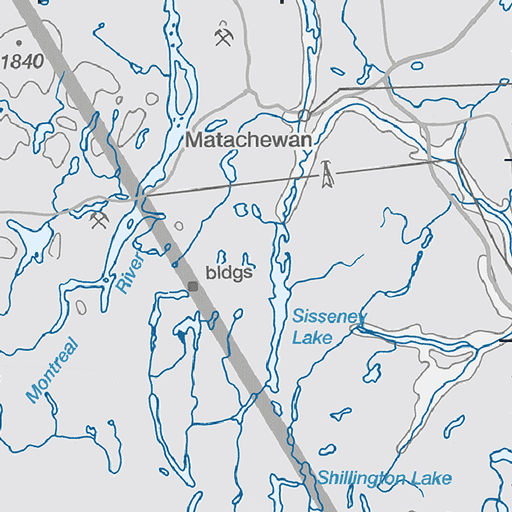 1840
Matachewan
bldgs
River
Sisseney
Lake
Montreal
Shillington Lake